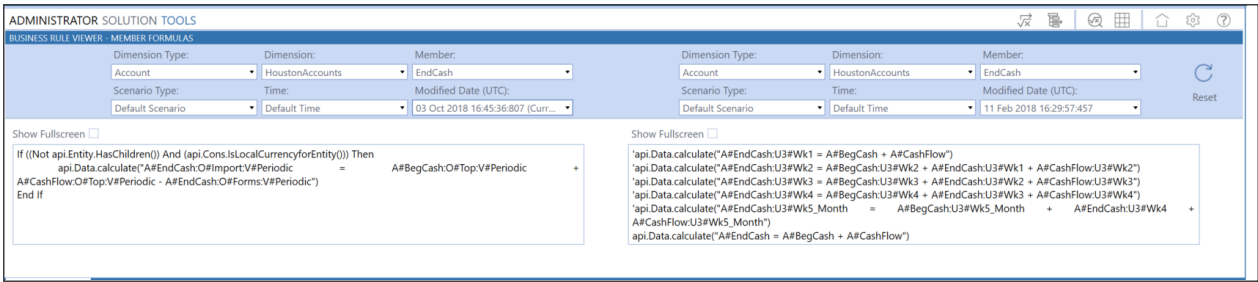 ADMINISTRATOR SOLUTION TOOLS
BUSINESS RULE VIEWER - MEMBER FORMULAS
Dimension Type: Dimension: Member:
Account HoustonAccounts EndCash
Scenario Type: Time: Modified Date (UTC):
Default Scenario Default Time 03 Oct 2018 16:45:36:807 (Curr...
Dimension Type: Dimension: Member:
Account HoustonAccounts EndCash
Scenario Type: Time: Modified Date (UTC):
Default Scenario Default Time 11 Feb 2018 16:29:57:457
Reset
Show Fullscreen
If ((Not api.Entity.HasChildren()) And (api.Cons.IsLocalCurrencyforEntity())) Then
api.Data.calculate("A#EndCash:O#Import:V#Periodic = A#BegCash:O#Top:V#Periodic +
A#CashFlow:O#Top:V#Periodic - A#EndCash:O#Forms:V#Periodic")
End If
Show Fullscreen
'api.Data.calculate("A#EndCash:U3#Wk1 = A#BegCash + A#CashFlow")
'api.Data.calculate("A#EndCash:U3#Wk2 = A#BegCash:U3#Wk2 + A#EndCash:U3#Wk1 + A#CashFlow:U3#Wk2")
'api.Data.calculate("A#EndCash:U3#Wk3 = A#BegCash:U3#Wk3 + A#EndCash:U3#Wk2 + A#CashFlow:U3#Wk3")
'api.Data.calculate("A#EndCash:U3#Wk4 = A#BegCash:U3#Wk4 + A#EndCash:U3#Wk3 + A#CashFlow:U3#Wk4")
'api.Data.calculate("A#EndCash:U3#Wk5_Month = A#BegCash:U3#Wk5_Month + A#EndCash:U3#Wk4 +
A#CashFlow:U3#Wk5_Month")
api.Data.calculate("A#EndCash = A#BegCash + A#CashFlow")